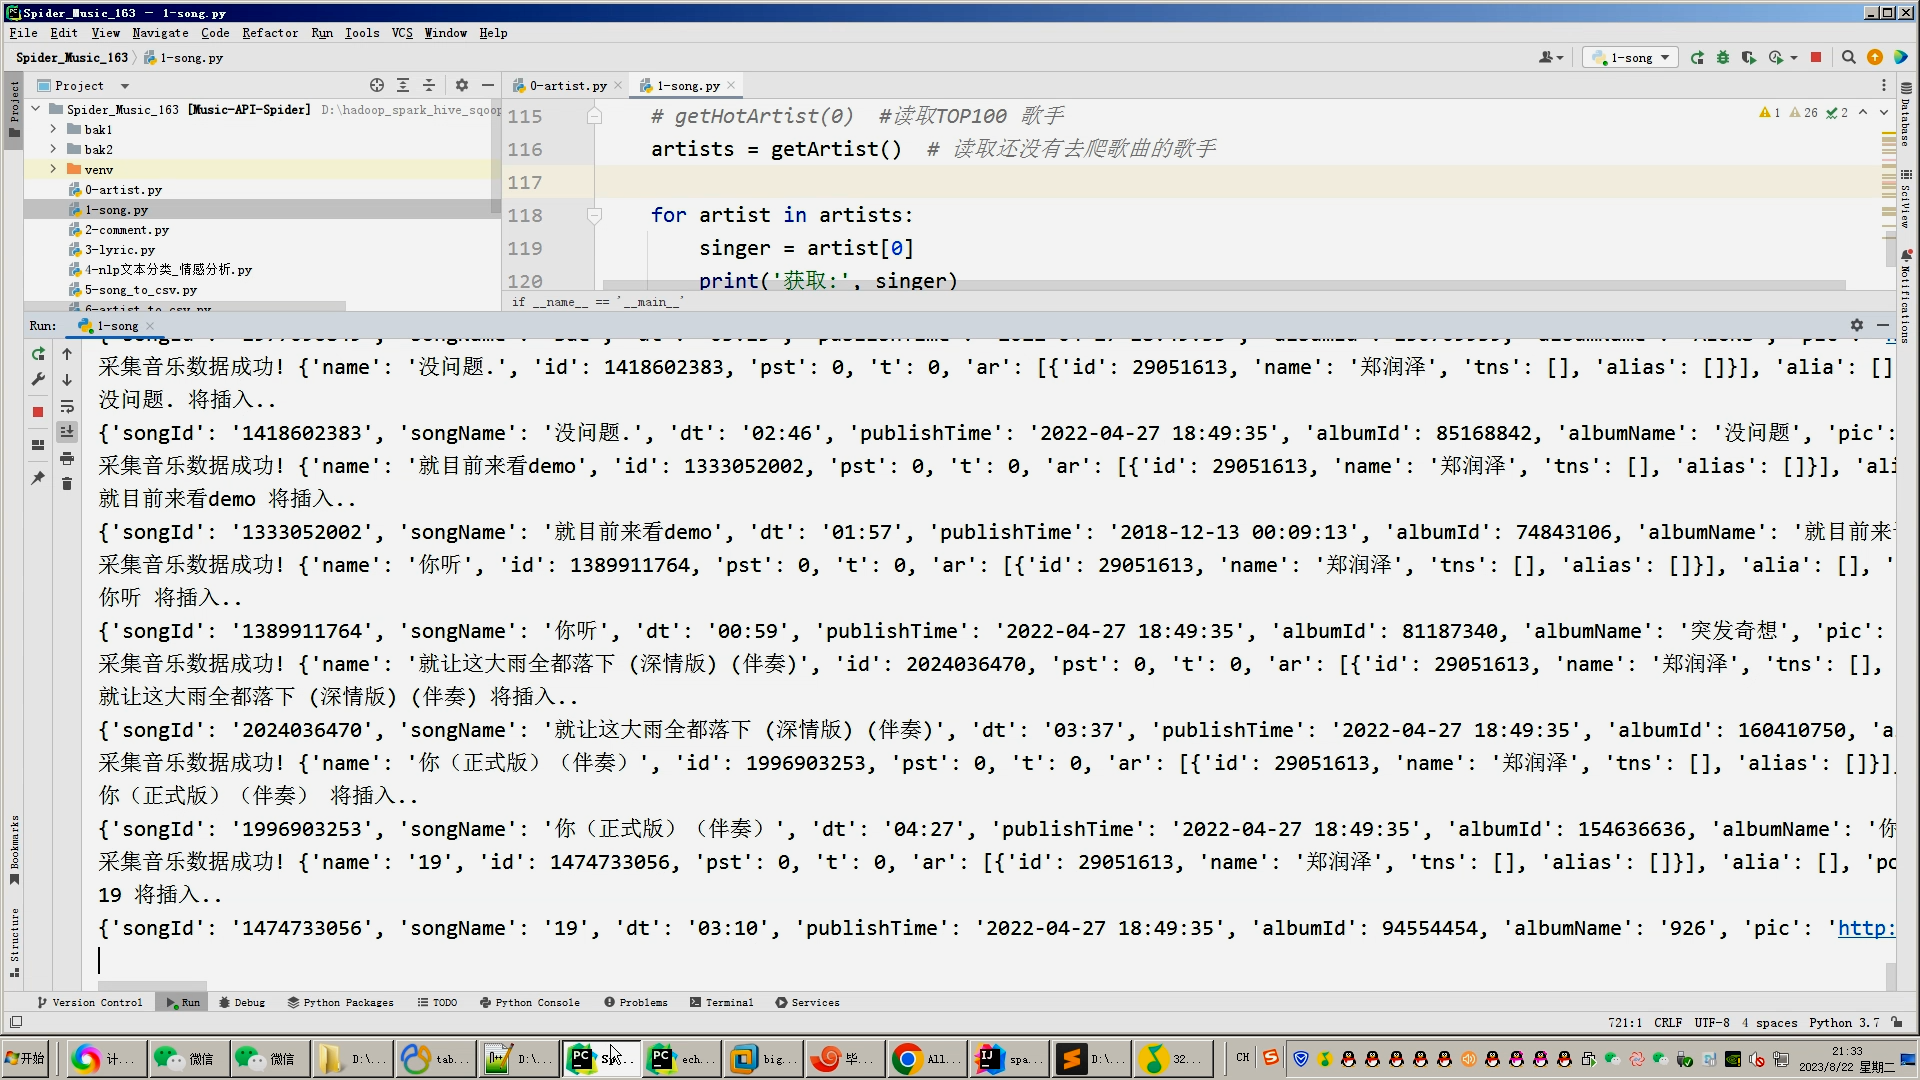 Spider_Music_163 – 1-song.py
File Edit View Navigate Code Refactor Run Tools VCS Window Help
Spider_Music_163 1-song.py
1-song
Project
0-artist.py
1-song.py
Spider_Music_163 [Music-API-Spider] D:\hadoop_spark_hive_sqoop
bak1
bak2
venv
0-artist.py
1-song.py
2-comment.py
3-lyric.py
4-nlp文本分类_情感分析.py
5-song_to_csv.py
6-artist_to_csv.py
115 # getHotArtist(0) #读取TOP100 歌手
116 artists = getArtist() # 读取还没有去爬歌曲的歌手
117
118 for artist in artists:
119 singer = artist[0]
120 print('获取:', singer)
if __name__ == '__main__'
1 26 2
Project
Bookmarks
Structure
Database
SciView
Notifications
Run: 1-song
采集音乐数据成功! {'name': '没问题.', 'id': 1418602383, 'pst': 0, 't': 0, 'ar': [{'id': 29051613, 'name': '郑润泽', 'tns': [], 'alias': []}], 'alia': []
没问题. 将插入..
{'songId': '1418602383', 'songName': '没问题.', 'dt': '02:46', 'publishTime': '2022-04-27 18:49:35', 'albumId': 85168842, 'albumName': '没问题', 'pic':
采集音乐数据成功! {'name': '就目前来看demo', 'id': 1333052002, 'pst': 0, 't': 0, 'ar': [{'id': 29051613, 'name': '郑润泽', 'tns': [], 'alias': []}], 'ali
就目前来看demo 将插入..
{'songId': '1333052002', 'songName': '就目前来看demo', 'dt': '01:57', 'publishTime': '2018-12-13 00:09:13', 'albumId': 74843106, 'albumName': '就目前来
采集音乐数据成功! {'name': '你听', 'id': 1389911764, 'pst': 0, 't': 0, 'ar': [{'id': 29051613, 'name': '郑润泽', 'tns': [], 'alias': []}], 'alia': [], '
你听 将插入..
{'songId': '1389911764', 'songName': '你听', 'dt': '00:59', 'publishTime': '2022-04-27 18:49:35', 'albumId': 81187340, 'albumName': '突发奇想', 'pic':
采集音乐数据成功! {'name': '就让这大雨全都落下 (深情版) (伴奏)', 'id': 2024036470, 'pst': 0, 't': 0, 'ar': [{'id': 29051613, 'name': '郑润泽', 'tns': [],
就让这大雨全都落下 (深情版) (伴奏) 将插入..
{'songId': '2024036470', 'songName': '就让这大雨全都落下 (深情版) (伴奏)', 'dt': '03:37', 'publishTime': '2022-04-27 18:49:35', 'albumId': 160410750, 'a
采集音乐数据成功! {'name': '你（正式版）（伴奏）', 'id': 1996903253, 'pst': 0, 't': 0, 'ar': [{'id': 29051613, 'name': '郑润泽', 'tns': [], 'alias': []}]
你（正式版）（伴奏） 将插入..
{'songId': '1996903253', 'songName': '你（正式版）（伴奏）', 'dt': '04:27', 'publishTime': '2022-04-27 18:49:35', 'albumId': 154636636, 'albumName': '你
采集音乐数据成功! {'name': '19', 'id': 1474733056, 'pst': 0, 't': 0, 'ar': [{'id': 29051613, 'name': '郑润泽', 'tns': [], 'alias': []}], 'alia': [], 'po
19 将插入..
{'songId': '1474733056', 'songName': '19', 'dt': '03:10', 'publishTime': '2022-04-27 18:49:35', 'albumId': 94554454, 'albumName': '926', 'pic': 'http:
Version Control Run Debug Python Packages TODO Python Console Problems Terminal Services
721:1 CRLF UTF-8 4 spaces Python 3.7
开始 计... 微信 微信 D:\... tab... D:\... ech... big... 毕... All... spa... D:\... 32... CH
21:33
2023/8/22 星期二